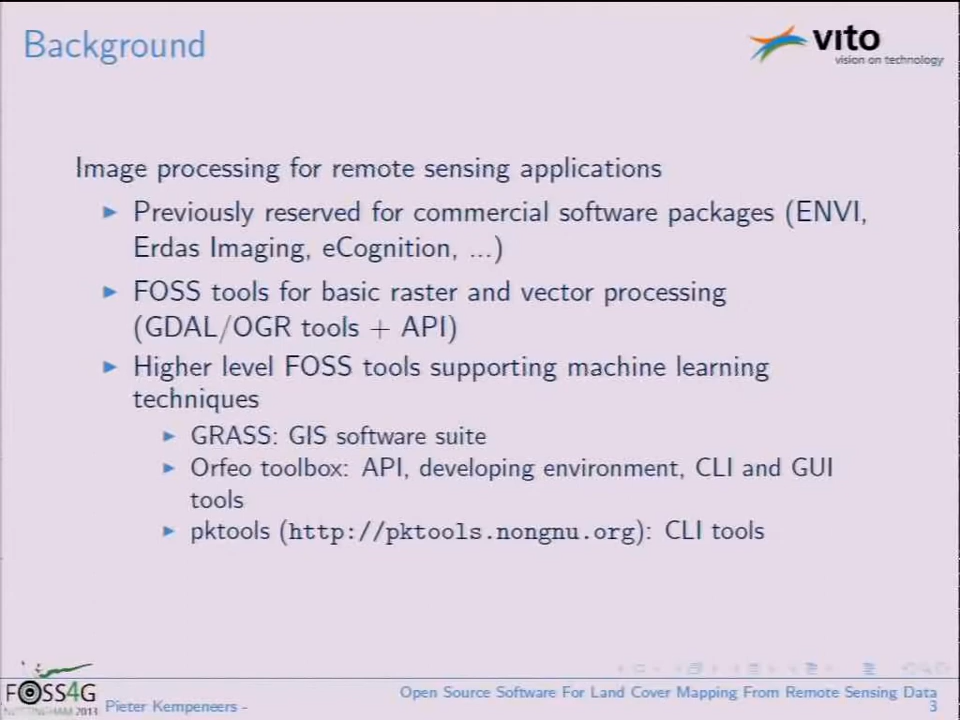 Background
vito
vision on technology
Image processing for remote sensing applications
Previously reserved for commercial software packages (ENVI,
Erdas Imaging, eCognition, ...)
FOSS tools for basic raster and vector processing
(GDAL/OGR tools + API)
Higher level FOSS tools supporting machine learning
techniques
GRASS: GIS software suite
Orfeo toolbox: API, developing environment, CLI and GUI
tools
pktools (http://pktools.nongnu.org): CLI tools
FOSS4G
NOTTINGHAM 2013
Pieter Kempeneers -
Open Source Software For Land Cover Mapping From Remote Sensing Data
3